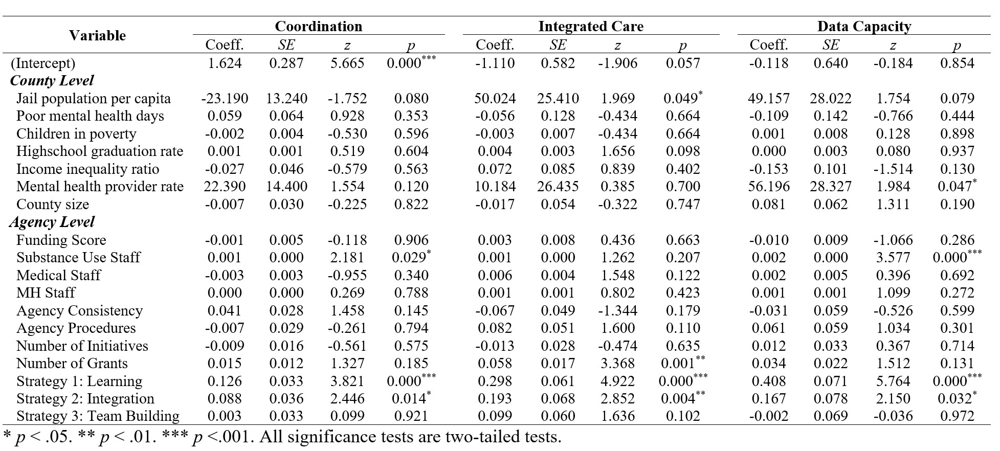 Variable Coordination Integrated Care Data Capacity
Coeff. SE z p Coeff. SE z p Coeff. SE z p
(Intercept) 1.624 0.287 5.665 0.000*** -1.110 0.582 -1.906 0.057 -0.118 0.640 -0.184 0.854
County Level
Jail population per capita -23.190 13.240 -1.752 0.080 50.024 25.410 1.969 0.049* 49.157 28.022 1.754 0.079
Poor mental health days 0.059 0.064 0.928 0.353 -0.056 0.128 -0.434 0.664 -0.109 0.142 -0.766 0.444
Children in poverty -0.002 0.004 -0.530 0.596 -0.003 0.007 -0.434 0.664 0.001 0.008 0.128 0.898
Highschool graduation rate 0.001 0.001 0.519 0.604 0.004 0.003 1.656 0.098 0.000 0.003 0.080 0.937
Income inequality ratio -0.027 0.046 -0.579 0.563 0.072 0.085 0.839 0.402 -0.153 0.101 -1.514 0.130
Mental health provider rate 22.390 14.400 1.554 0.120 10.184 26.435 0.385 0.700 56.196 28.327 1.984 0.047*
County size -0.007 0.030 -0.225 0.822 -0.017 0.054 -0.322 0.747 0.081 0.062 1.311 0.190
Agency Level
Funding Score -0.001 0.005 -0.118 0.906 0.003 0.008 0.436 0.663 -0.010 0.009 -1.066 0.286
Substance Use Staff 0.001 0.000 2.181 0.029* 0.001 0.000 1.262 0.207 0.002 0.000 3.577 0.000***
Medical Staff -0.003 0.003 -0.955 0.340 0.006 0.004 1.548 0.122 0.002 0.005 0.396 0.692
MH Staff 0.000 0.000 0.269 0.788 0.001 0.001 0.802 0.423 0.001 0.001 1.099 0.272
Agency Consistency 0.041 0.028 1.458 0.145 -0.067 0.049 -1.344 0.179 -0.031 0.059 -0.526 0.599
Agency Procedures -0.007 0.029 -0.261 0.794 0.082 0.051 1.600 0.110 0.061 0.059 1.034 0.301
Number of Initiatives -0.009 0.016 -0.561 0.575 -0.013 0.028 -0.474 0.635 0.012 0.033 0.367 0.714
Number of Grants 0.015 0.012 1.327 0.185 0.058 0.017 3.368 0.001** 0.034 0.022 1.512 0.131
Strategy 1: Learning 0.126 0.033 3.821 0.000*** 0.298 0.061 4.922 0.000*** 0.408 0.071 5.764 0.000***
Strategy 2: Integration 0.088 0.036 2.446 0.014* 0.193 0.068 2.852 0.004** 0.167 0.078 2.150 0.032*
Strategy 3: Team Building 0.003 0.033 0.099 0.921 0.099 0.060 1.636 0.102 -0.002 0.069 -0.036 0.972
* p < .05. ** p < .01. *** p <.001. All significance tests are two-tailed tests.